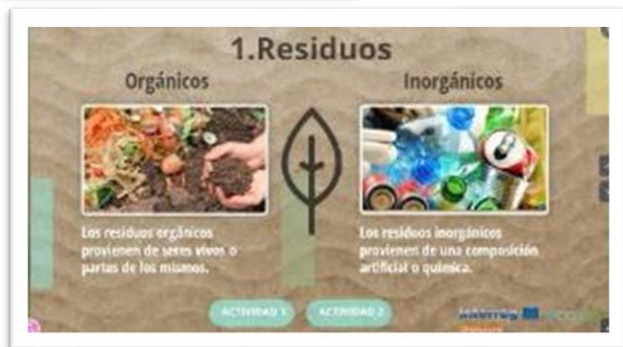 1.Residuos
Orgánicos
Inorgánicos
Los residuos orgánicos
provienen de seres vivos o
partes de los mismos.
Los residuos inorgánicos
provienen de una composición
artificial o química.
ACTIVIDAD 1
ACTIVIDAD 2
Interreg